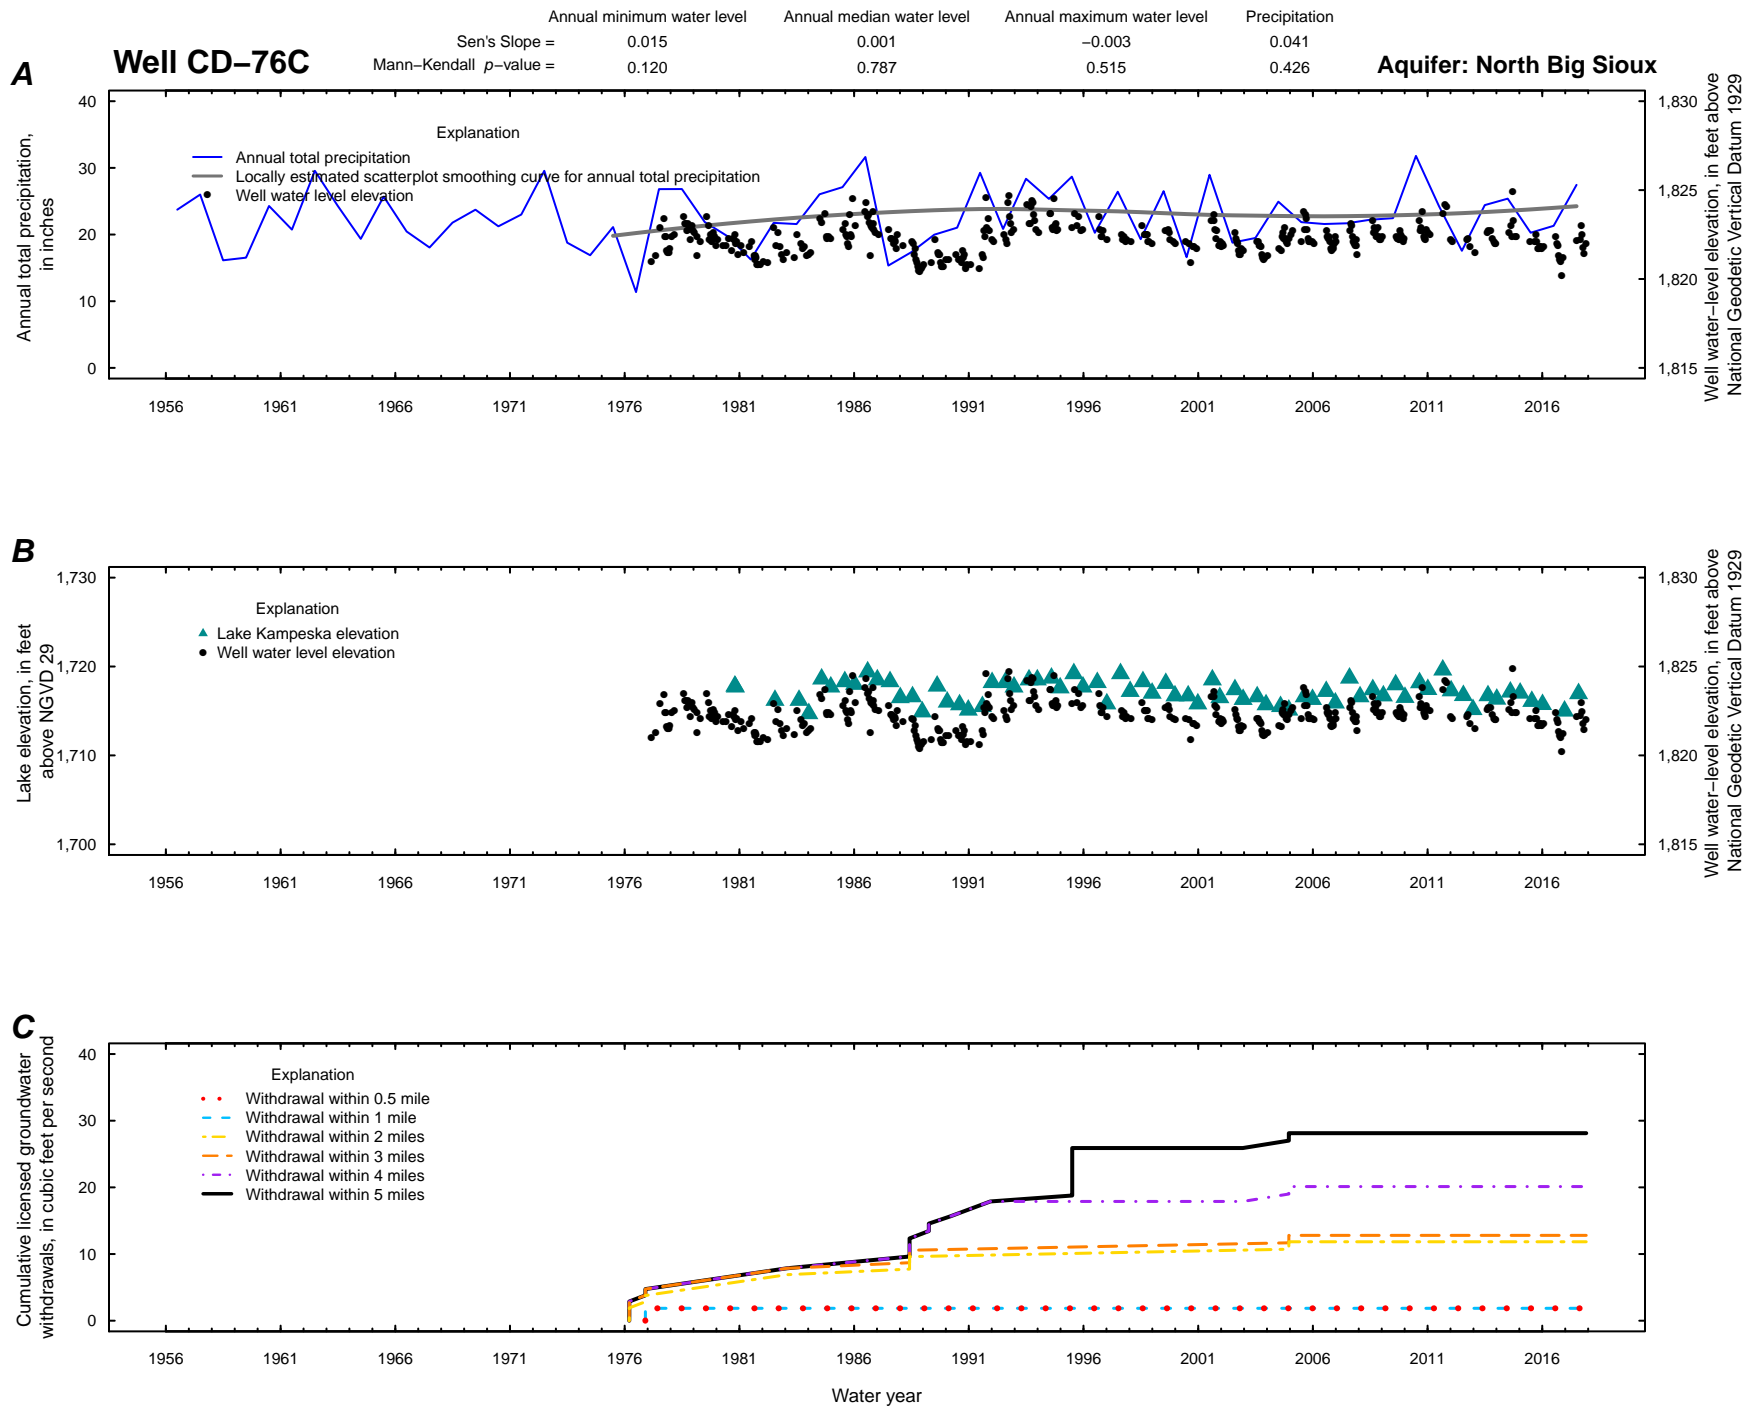 Annual minimum water level Annual median water level Annual maximum water level Precipitation
Sen's Slope = 0.015 0.001 −0.003 0.041
Mann−Kendall p−value = 0.120 0.787 0.515 0.426
Well CD−76C
Aquifer: North Big Sioux
A
Annual total precipitation,
in inches
40
30
20
10
0
Explanation
Annual total precipitation
Locally estimated scatterplot smoothing curve for annual total precipitation
Well water level elevation
1,830
1,825
1,820
1,815
Well water−level elevation, in feet above
National Geodetic Vertical Datum 1929
1956 1961 1966 1971 1976 1981 1986 1991 1996 2001 2006 2011 2016
B
Lake elevation, in feet
above NGVD 29
1,730
1,720
1,710
1,700
Explanation
Lake Kampeska elevation
Well water level elevation
1,830
1,825
1,820
1,815
Well water−level elevation, in feet above
National Geodetic Vertical Datum 1929
1956 1961 1966 1971 1976 1981 1986 1991 1996 2001 2006 2011 2016
C
Cumulative licensed groundwater
withdrawals, in cubic feet per second
40
30
20
10
0
Explanation
Withdrawal within 0.5 mile
Withdrawal within 1 mile
Withdrawal within 2 miles
Withdrawal within 3 miles
Withdrawal within 4 miles
Withdrawal within 5 miles
1956 1961 1966 1971 1976 1981 1986 1991 1996 2001 2006 2011 2016
Water year